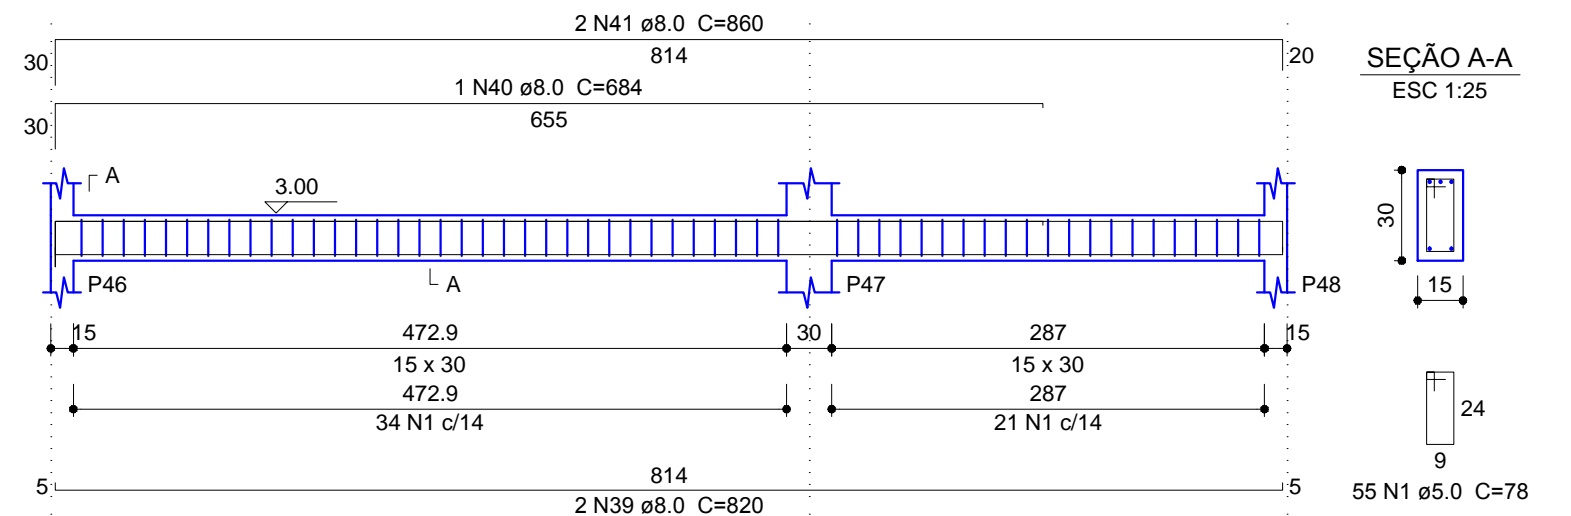 2 N41 ø8.0 C=860
30
814
20
1 N40 ø8.0 C=684
30
655
SEÇÃO A-A
ESC 1:25
A
3.00
P46
A
P47
P48
30
15
15
472.9
30
287
15
15 x 30
15 x 30
472.9
287
34 N1 c/14
21 N1 c/14
24
9
814
5
5
2 N39 ø8.0 C=820
55 N1 ø5.0 C=78